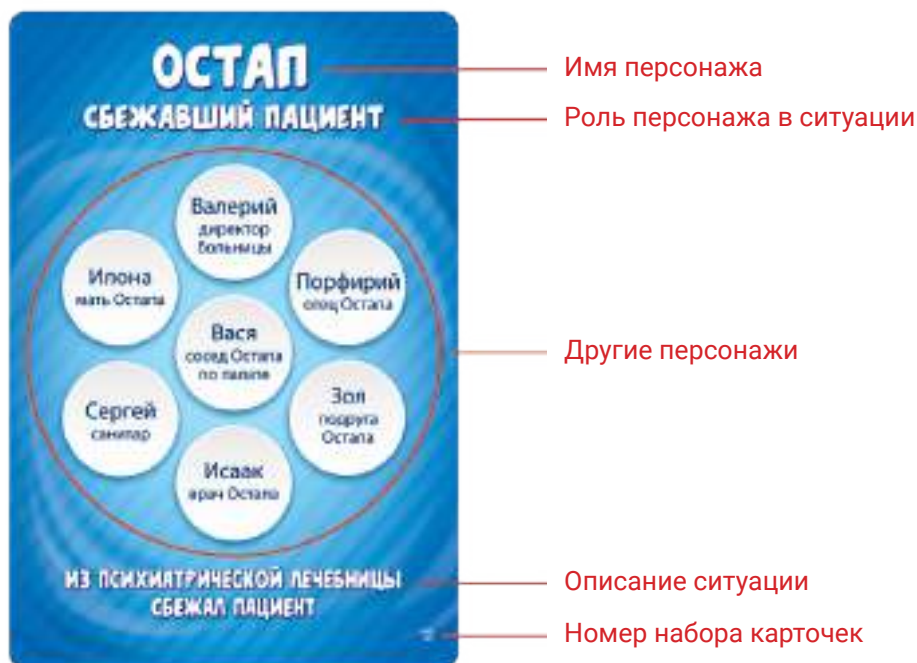 ОСТАП
Имя персонажа
СБЕЖАВШИЙ ПАЦИЕНТ
Роль персонажа в ситуации
Валерий
директор
больницы
Илона
мать Остапа
Порфирий
отец Остапа
Вася
сосед Остапа
по палате
Другие персонажи
Сергей
санитар
Зол
подруга
Остапа
Исаак
врач Остапа
ИЗ ПСИХИАТРИЧЕСКОЙ ЛЕЧЕБНИЦЫ
СБЕЖАЛ ПАЦИЕНТ
Описание ситуации
Номер набора карточек